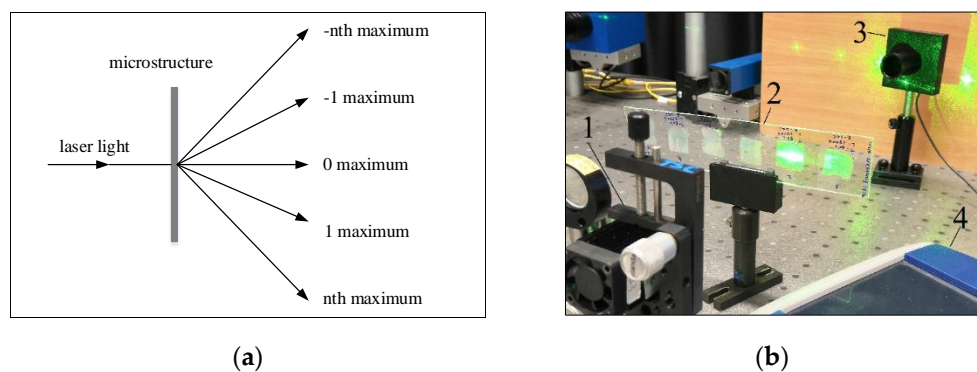 -nth maximum
microstructure
-1 maximum
laser light
0 maximum
1 maximum
nth maximum
(a)
1
2
3
4
(b)